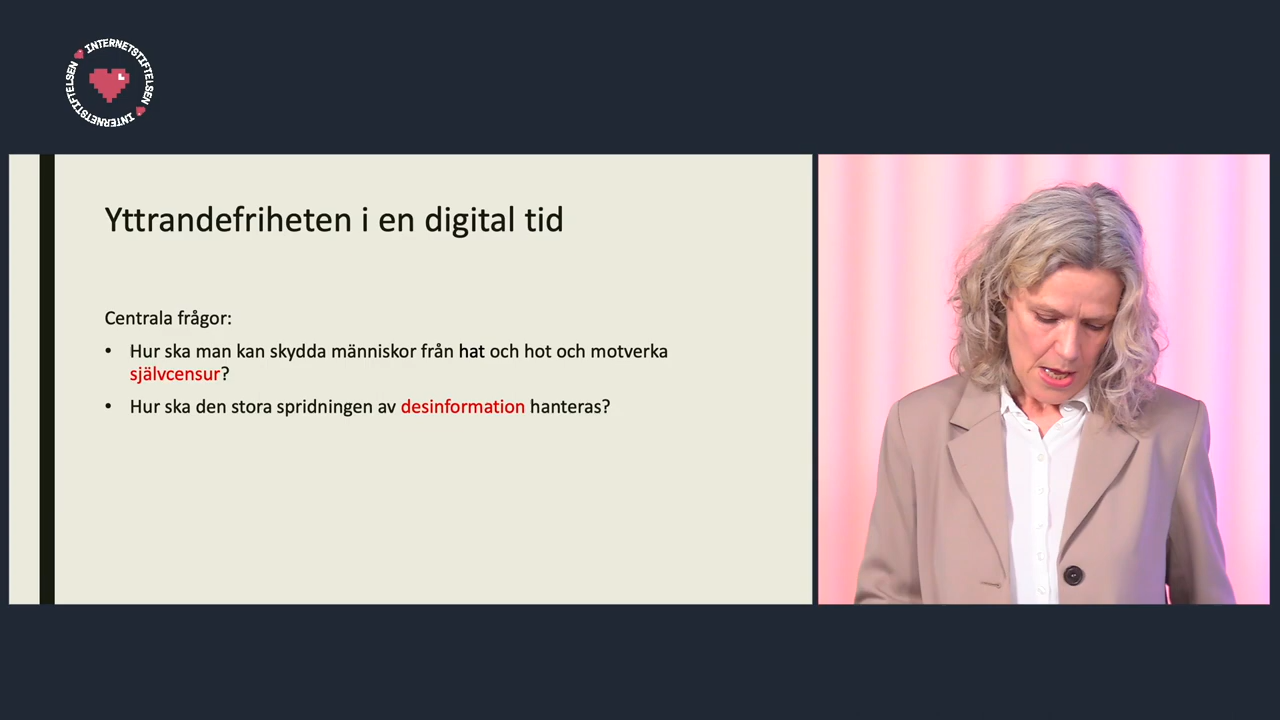 INTERNETSTIFTELSEN
INTERNETSTIFTELSEN
Yttrandefriheten i en digital tid
Centrala frågor:
• Hur ska man kan skydda människor från hat och hot och motverka
självcensur?
• Hur ska den stora spridningen av desinformation hanteras?